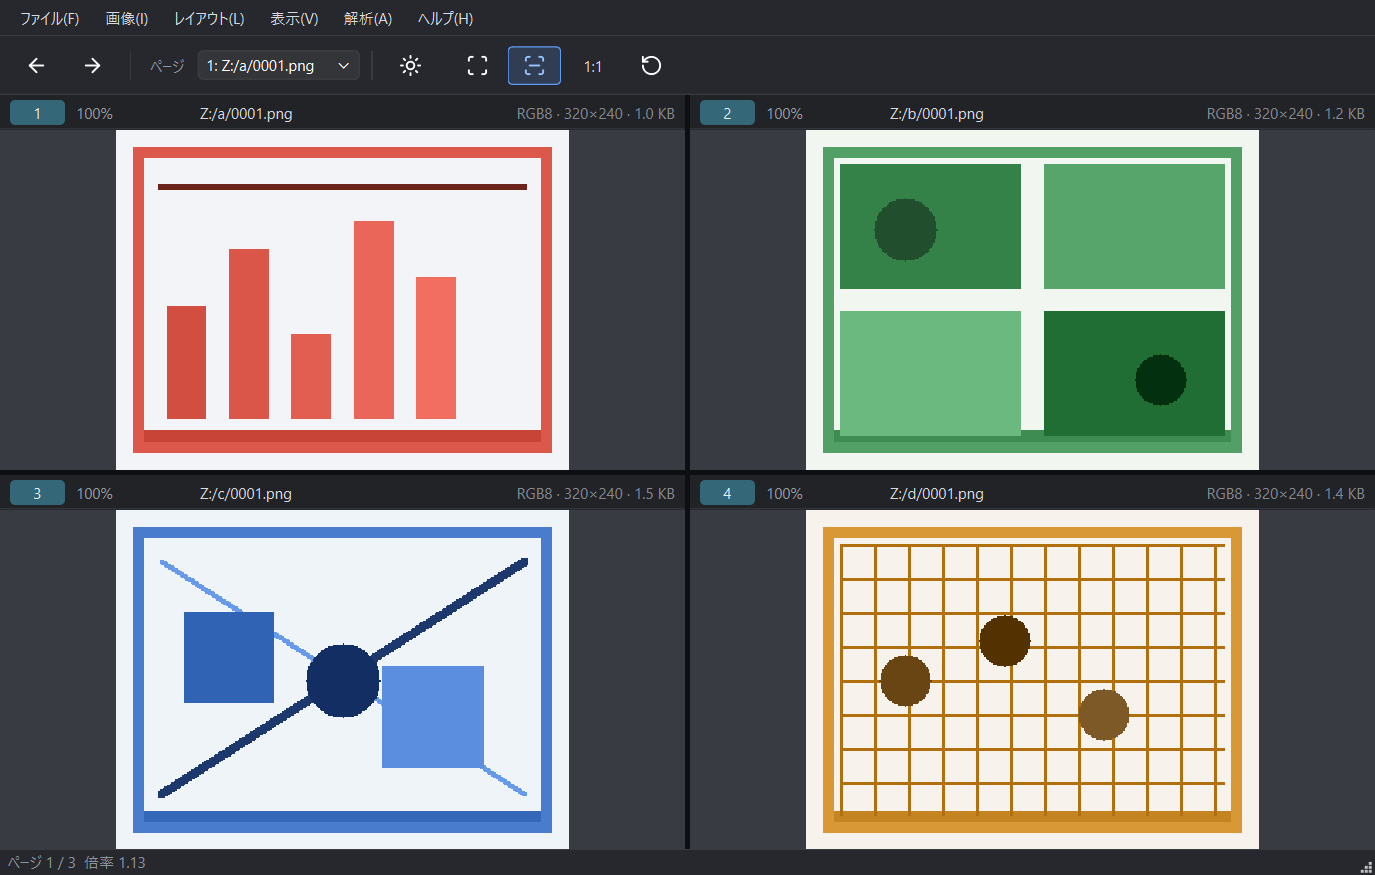 ファイル(F) 画像(I) レイアウト(L) 表示(V) 解析(A) ヘルプ(H)
ページ 1: Z:/a/0001.png 1:1
1 100% Z:/a/0001.png RGB8 · 320×240 · 1.0 KB
2 100% Z:/b/0001.png RGB8 · 320×240 · 1.2 KB
3 100% Z:/c/0001.png RGB8 · 320×240 · 1.5 KB
4 100% Z:/d/0001.png RGB8 · 320×240 · 1.4 KB
ページ 1 / 3 倍率 1.13